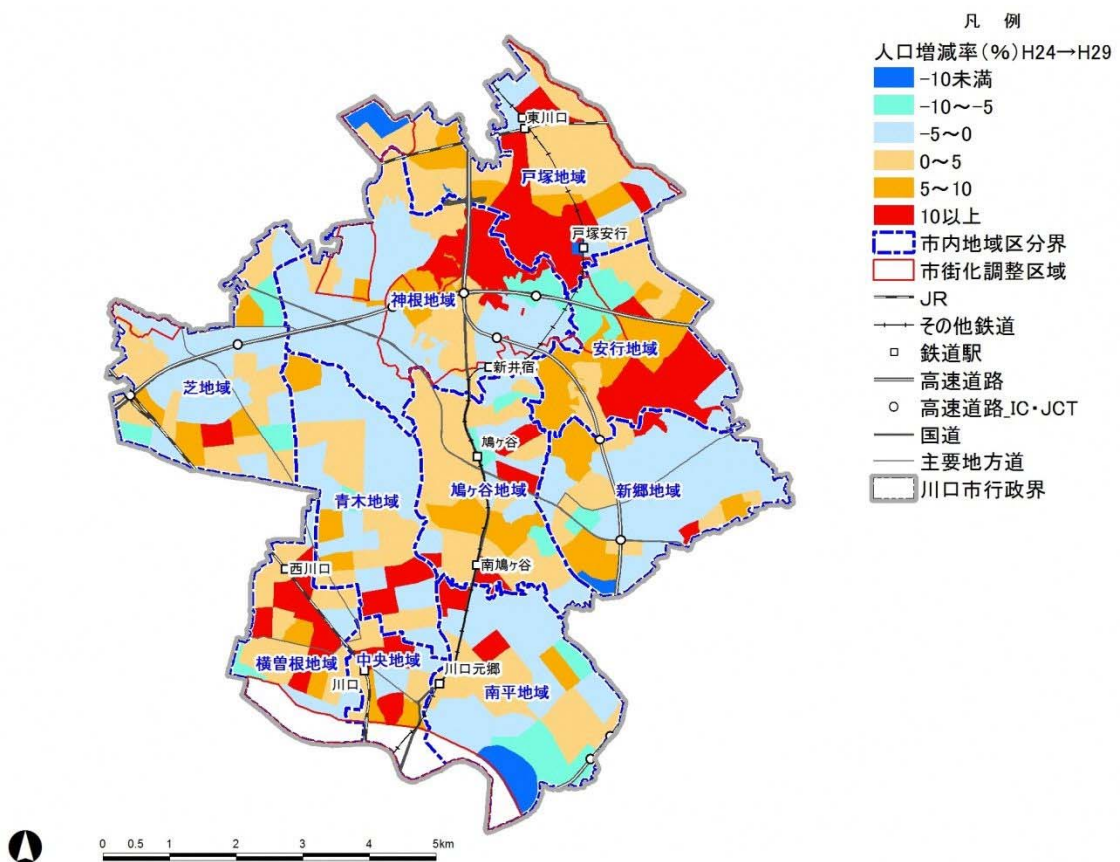 凡 例
人口増減率(%)H24→H29
-10未満
-10～-5
-5～0
0～5
5～10
10以上
市内地域区分界
市街化調整区域
JR
その他鉄道
鉄道駅
高速道路
高速道路_IC・JCT
国道
主要地方道
川口市行政界
東川口
戸塚地域
戸塚安行
神根地域
安行地域
新井宿
芝地域
鳩ヶ谷
青木地域
鳩ヶ谷地域
新郷地域
西川口
南鳩ヶ谷
横曽根地域
中央地域
川口元郷
川口
南平地域
0 0.5 1 2 3 4 5km